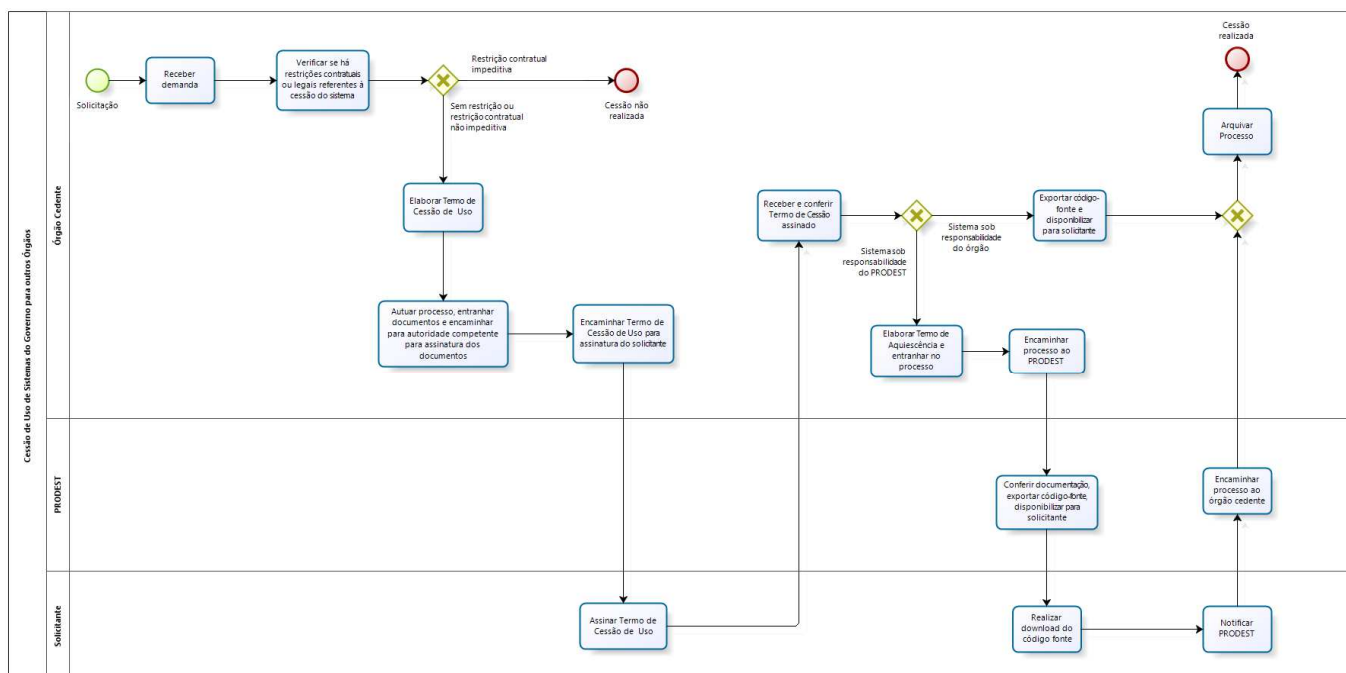 Cessão de Uso de Sistemas do Governo para outros Órgãos
Órgão Cedente
Solicitação
Receber
demanda
Verificar se há
restrições contratuais
ou legais referentes à
cessão do sistema
Restrição contratual
impeditiva
Cessão não
realizada
Sem restrição ou
restrição contratual
não impeditiva
Elaborar Termo de
Cessão de Uso
Autuar processo, entranhar
documentos e encaminhar
para autoridade competente
para assinatura dos
documentos
Encaminhar Termo de
Cessão de Uso para
assinatura do solicitante
Receber e conferir
Termo de Cessão
assinado
Sistema sob
responsabilidade
do PRODEST
Sistema sob
responsabilidade
do órgão
Exportar código-
fonte e
disponibilizar
para solicitante
Elaborar Termo de
Aquiescência e
entranhar no
processo
Encaminhar
processo ao
PRODEST
Arquivar
Processo
Cessão
realizada
PRODEST
Conferir documentação,
exportar código-fonte,
disponibilizar para
solicitante
Encaminhar
processo ao
órgão cedente
Solicitante
Assinar Termo de
Cessão de Uso
Realizar
download do
código fonte
Notificar
PRODEST